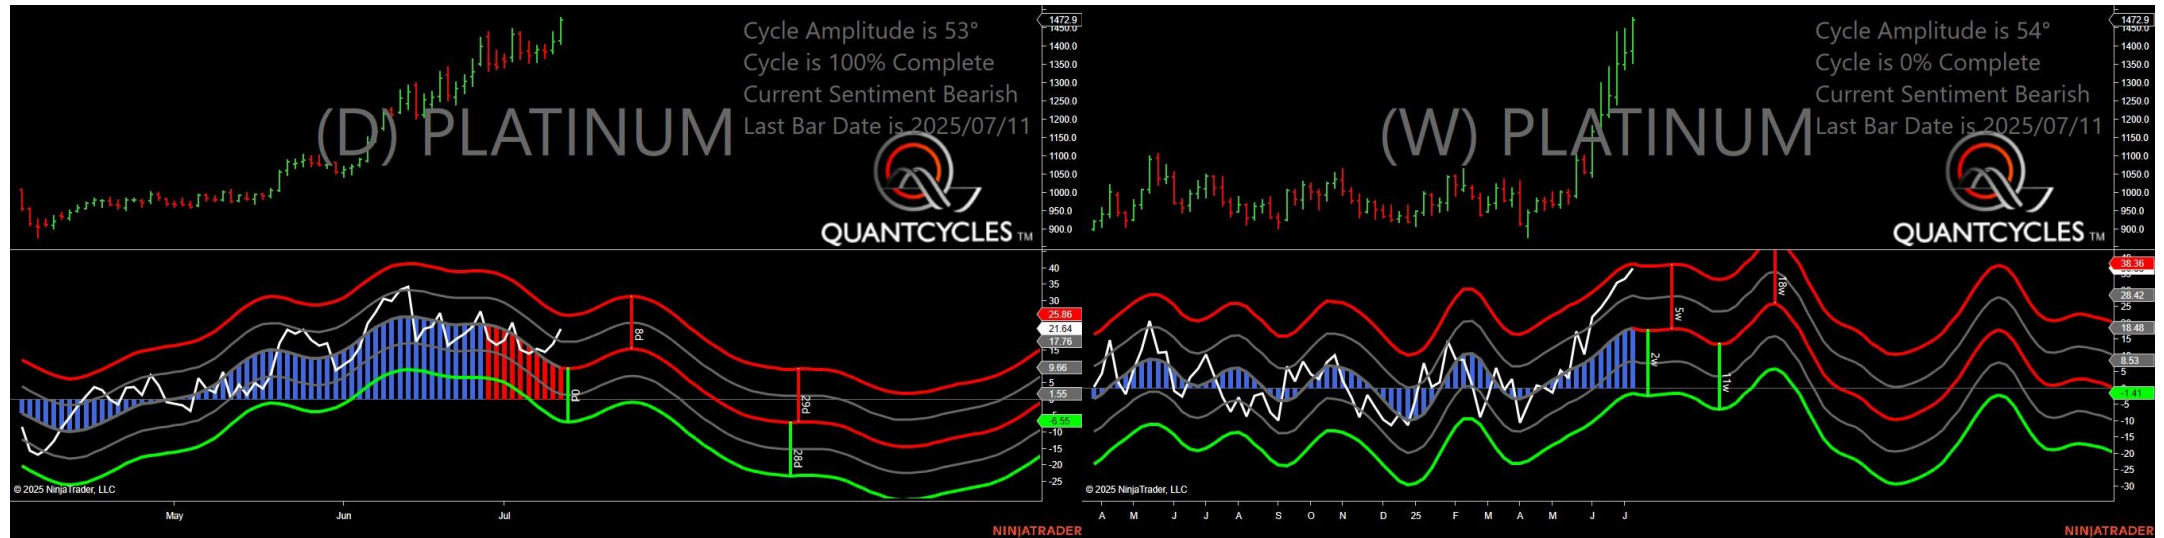 Cycle Amplitude is 53°
Cycle is 100% Complete
Current Sentiment Bearish
Last Bar Date is 2025/07/11
(D) PLATINUM
QUANTCYCLES TM
1472.9
1450.0
1400.0
1350.0
1300.0
1250.0
1200.0
1150.0
1100.0
1050.0
1000.0
950.0
900.0
40
35
30
25.86
21.64
17.76
15
9.66
5
1.55
-6.55
-10
-15
-20
-25
8d
0d
29d
28d
© 2025 NinjaTrader, LLC
May Jun Jul
NINJATRADER
Cycle Amplitude is 54°
Cycle is 0% Complete
Current Sentiment Bearish
Last Bar Date is 2025/07/11
(W) PLATINUM
QUANTCYCLES TM
1472.9
1450.0
1400.0
1350.0
1300.0
1250.0
1200.0
1150.0
1100.0
1050.0
1000.0
950.0
900.0
38.36
28.42
25
20
18.48
15
8.53
5
-1.41
-5
-10
-15
-20
-25
-30
18w
5w
2w
11w
© 2025 NinjaTrader, LLC
A M J J A S O N D 25 F M A M J J
NINJATRADER